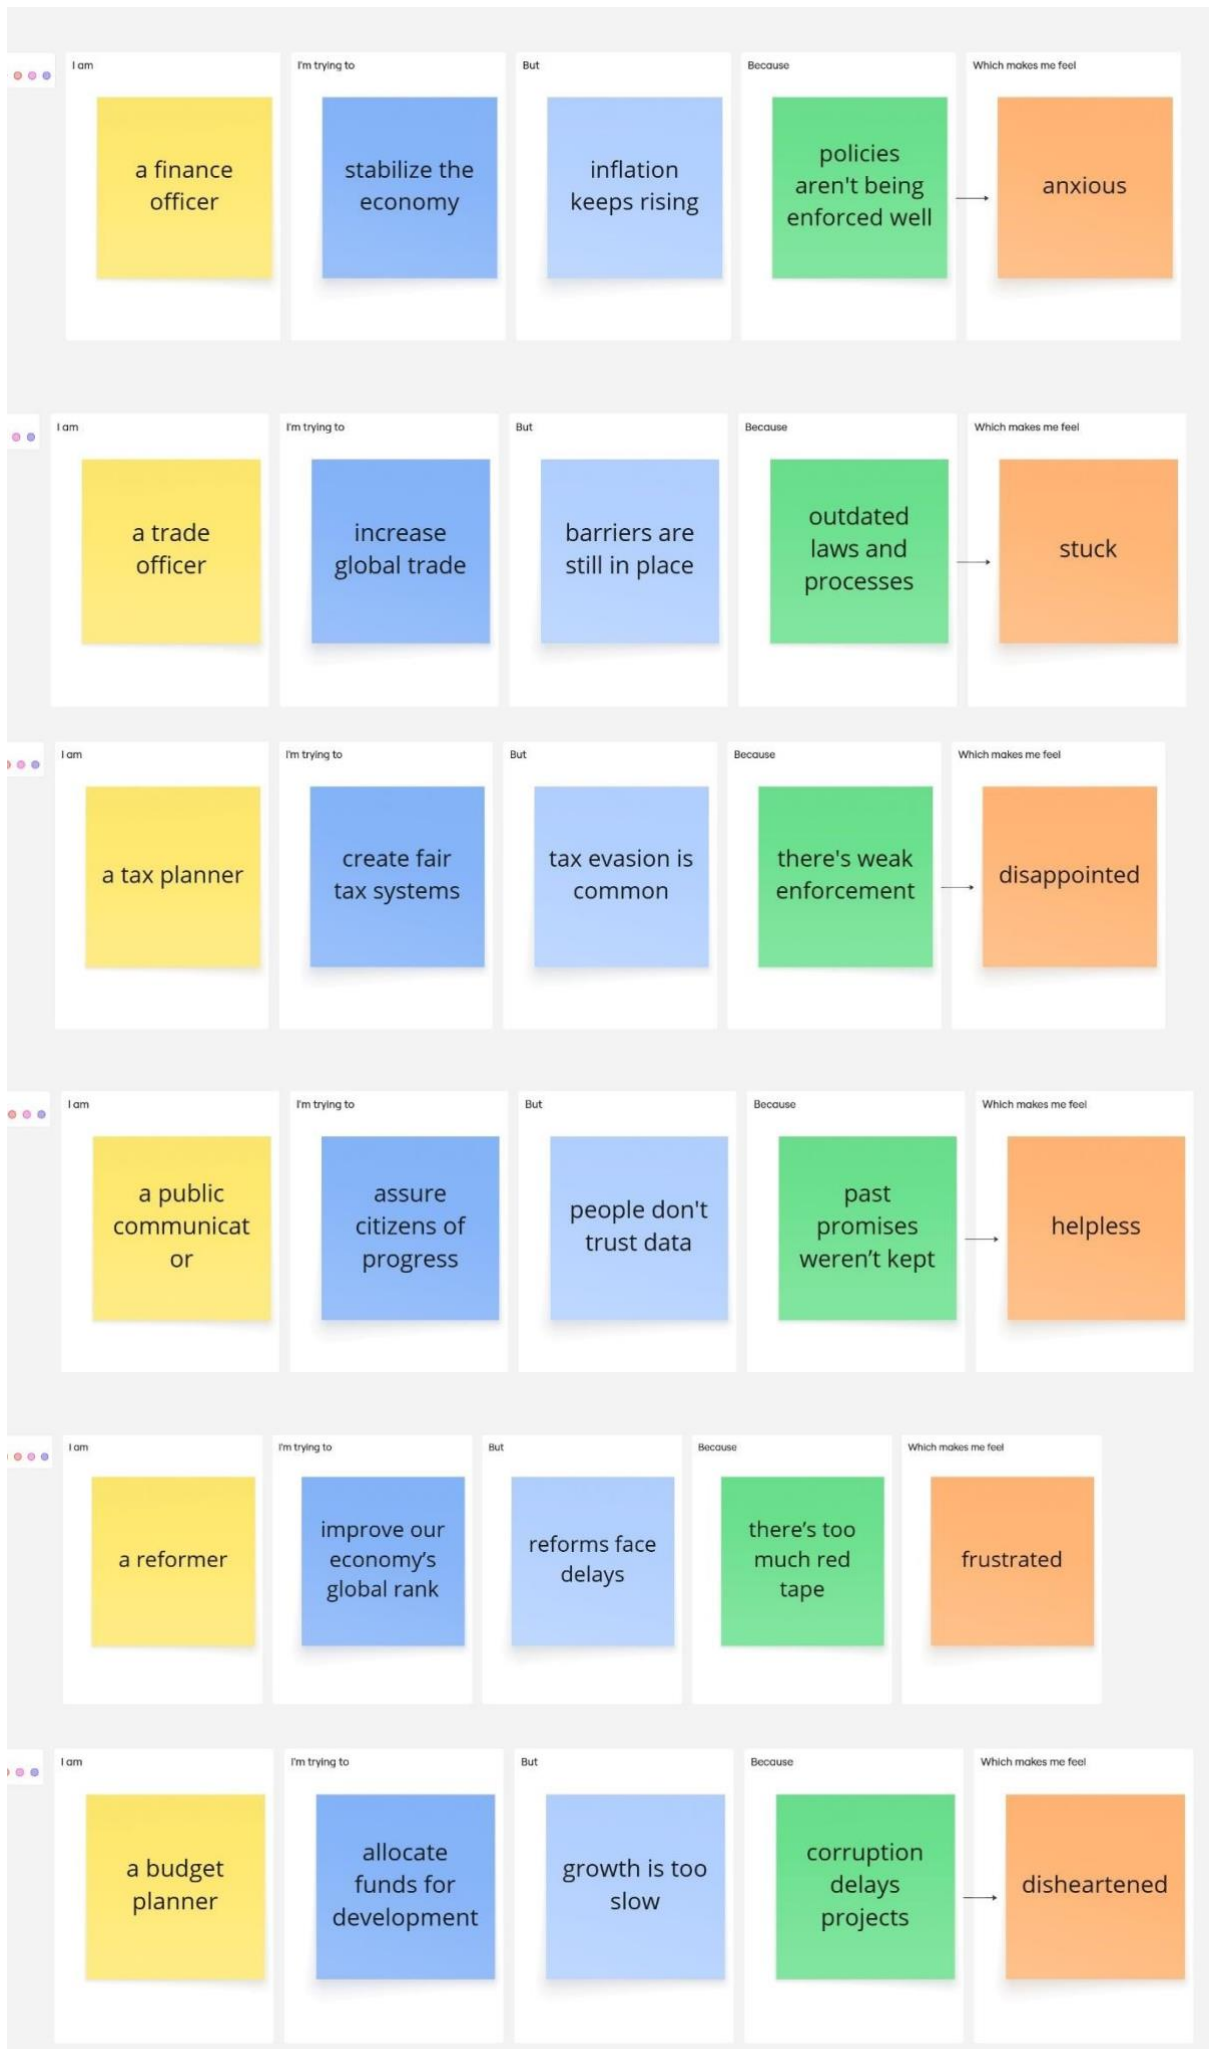 I am
I'm trying to
But
Because
Which makes me feel
a finance
officer
stabilize the
economy
inflation
keeps rising
policies
aren't being
enforced well
anxious
I am
I'm trying to
But
Because
Which makes me feel
a trade
officer
increase
global trade
barriers are
still in place
outdated
laws and
processes
stuck
I am
I'm trying to
But
Because
Which makes me feel
a tax planner
create fair
tax systems
tax evasion is
common
there's weak
enforcement
disappointed
I am
I'm trying to
But
Because
Which makes me feel
a public
communicat
or
assure
citizens of
progress
people don't
trust data
past
promises
weren’t kept
helpless
I am
I'm trying to
But
Because
Which makes me feel
a reformer
improve our
economy’s
global rank
reforms face
delays
there’s too
much red
tape
frustrated
I am
I'm trying to
But
Because
Which makes me feel
a budget
planner
allocate
funds for
development
growth is too
slow
corruption
delays
projects
disheartened